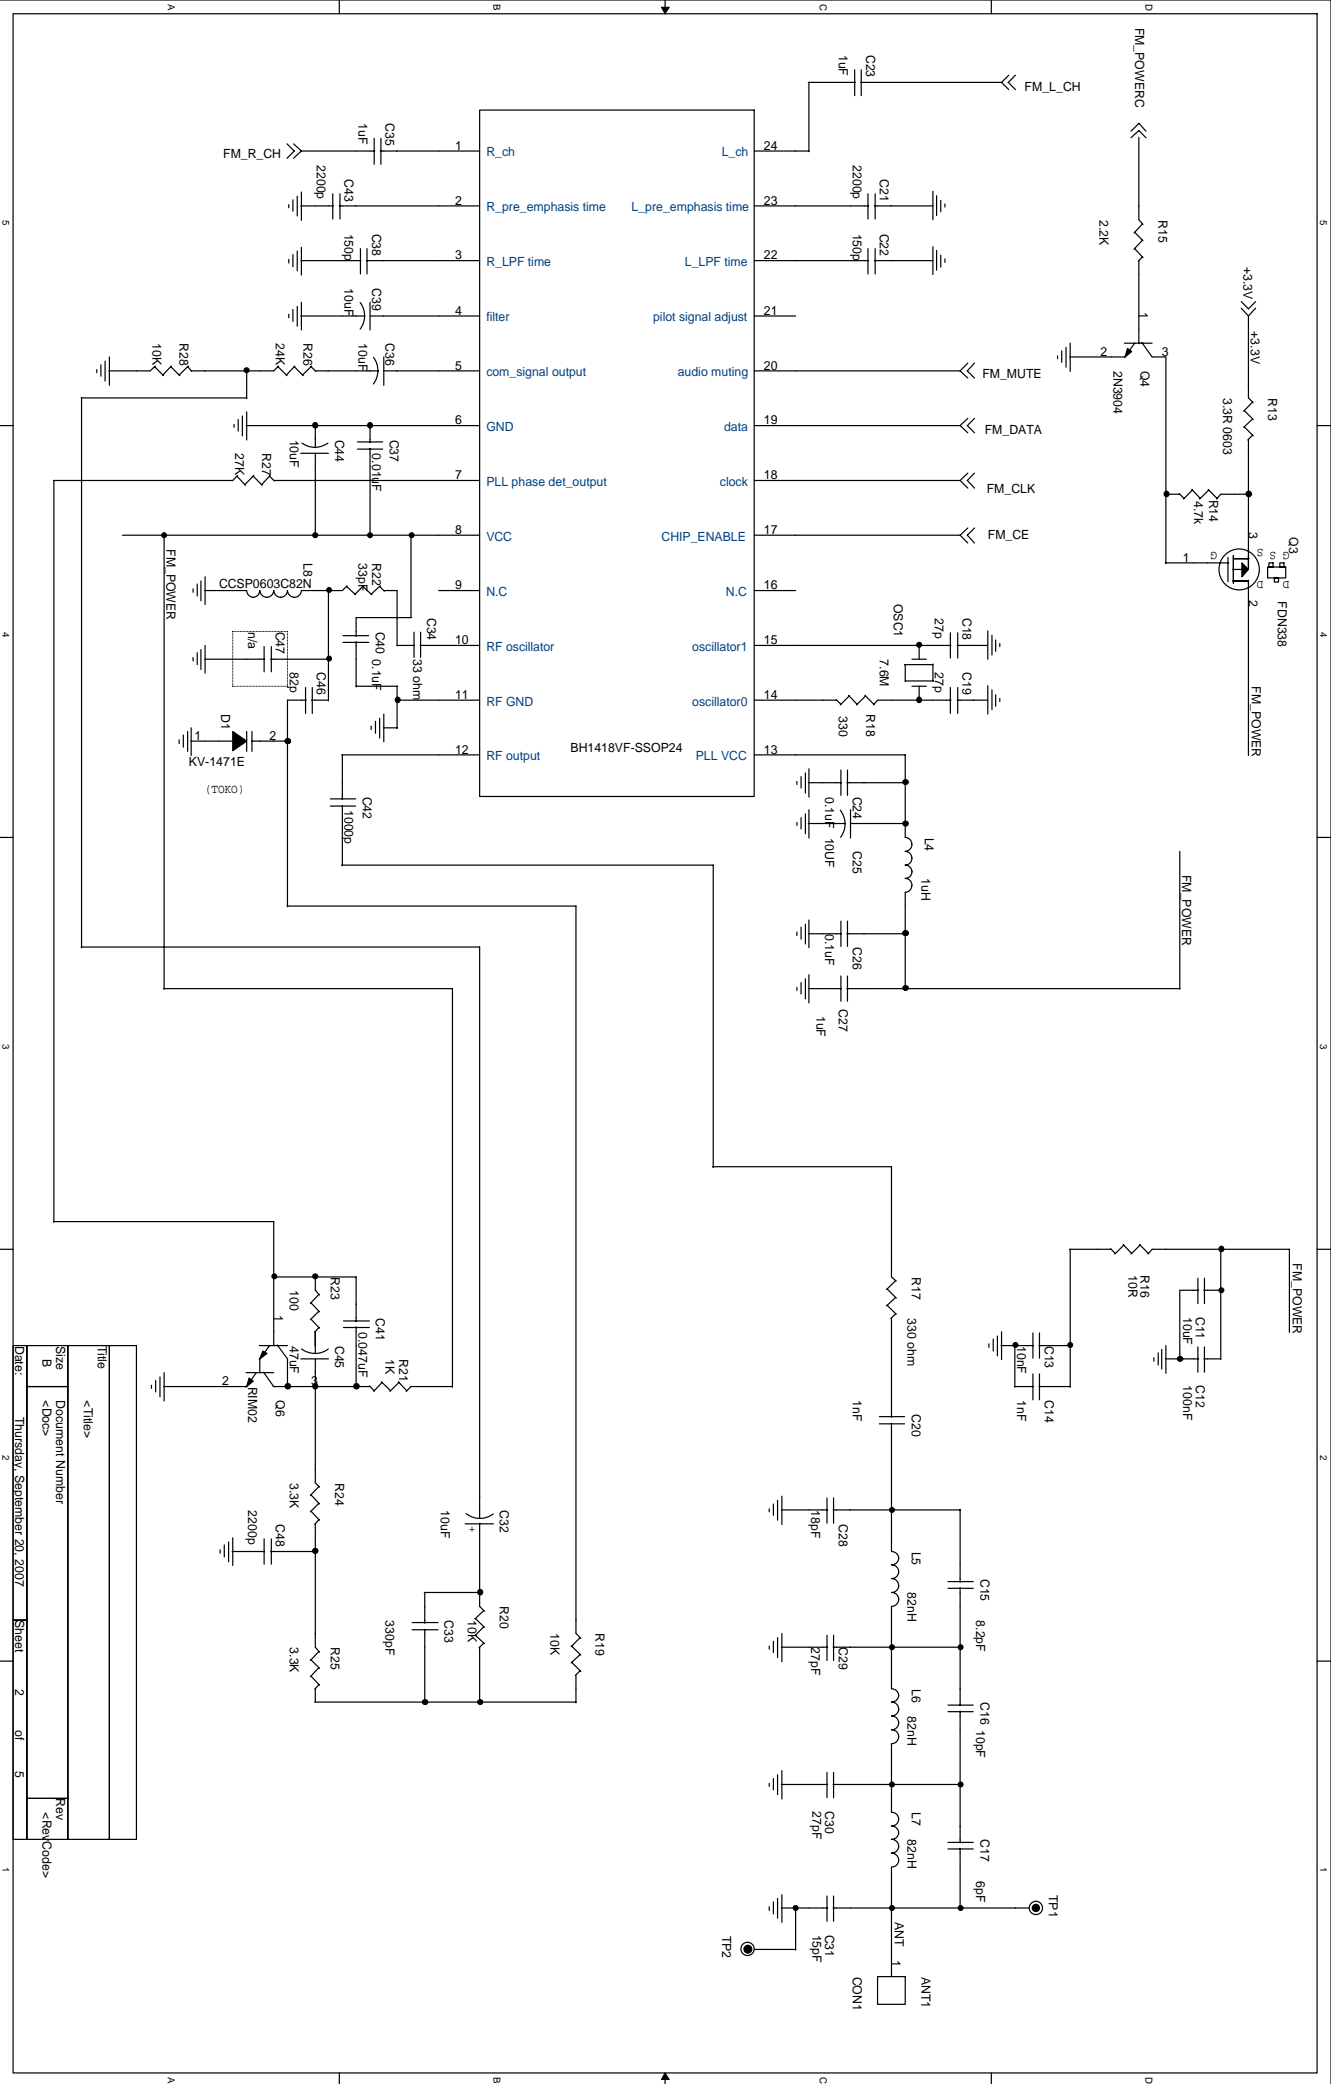 D
C
B
A
5
4
3
2
1
FM_POWERC
R15
2.2K
1
2
3
Q4
2N3904
+3.3V
+3.3V
R13
3.3R 0603
R14
4.7k
1
3
2
G
S
D
Q3
G
S
D
FDN338
FM_POWER
FM_L_CH
C23
1uF
FM_R_CH
C35
1uF
C43
2200p
C38
150p
C39
10uF
C36
10uF
R26
24K
R28
10K
C21
2200p
C22
150p
1 R_ch
2 R_pre_emphasis time
3 R_LPF time
4 filter
5 com_signal output
6 GND
7 PLL phase det_output
8 VCC
9 N.C
10 RF oscillator
11 RF GND
12 RF output
24 L_ch
23 L_pre_emphasis time
22 L_LPF time
21 pilot signal adjust
20 audio muting
19 data
18 clock
17 CHIP_ENABLE
16 N.C
15 oscillator1
14 oscillator0
13 PLL VCC
BH1418VF-SSOP24
FM_MUTE
FM_DATA
FM_CLK
FM_CE
C44
10uF
C37
0.01uF
R27
27K
FM_POWER
L8
CCSP0603C82N
R22
33pF
C34
33 ohm
C40
0.1uF
C47
n/a
C46
82p
D1
1
2
KV-1471E
(TOKO)
C42
1000p
OSC1
7.6M
C18
27p
C19
27p
R18
330
C24
0.1uF
C25
10UF
L4
1uH
C26
0.1uF
C27
1uF
FM_POWER
FM_POWER
C11
10uF
C12
100nF
R16
10R
C13
10nF
C14
1nF
R17
330 ohm
C20
1nF
C28
18pF
L5
82nH
C15
8.2pF
C29
27pF
L6
82nH
C16
10pF
C30
27pF
L7
82nH
C17
6pF
C31
15pF
TP1
TP2
ANT
1
ANT1
CON1
R23
100
C41
0.047uF
C45
47uF
R21
1K
1
2
3
Q6
RIM02
R24
3.3K
C48
2200p
R25
3.3K
C32
10uF
+
C33
330pF
R20
10K
R19
10K
Title
<Title>
Size
B
Document Number
<Doc>
Rev
<RevCode>
Date:
Thursday, September 20, 2007
Sheet
2 of 5
5
4
3
2
1
D
C
B
A